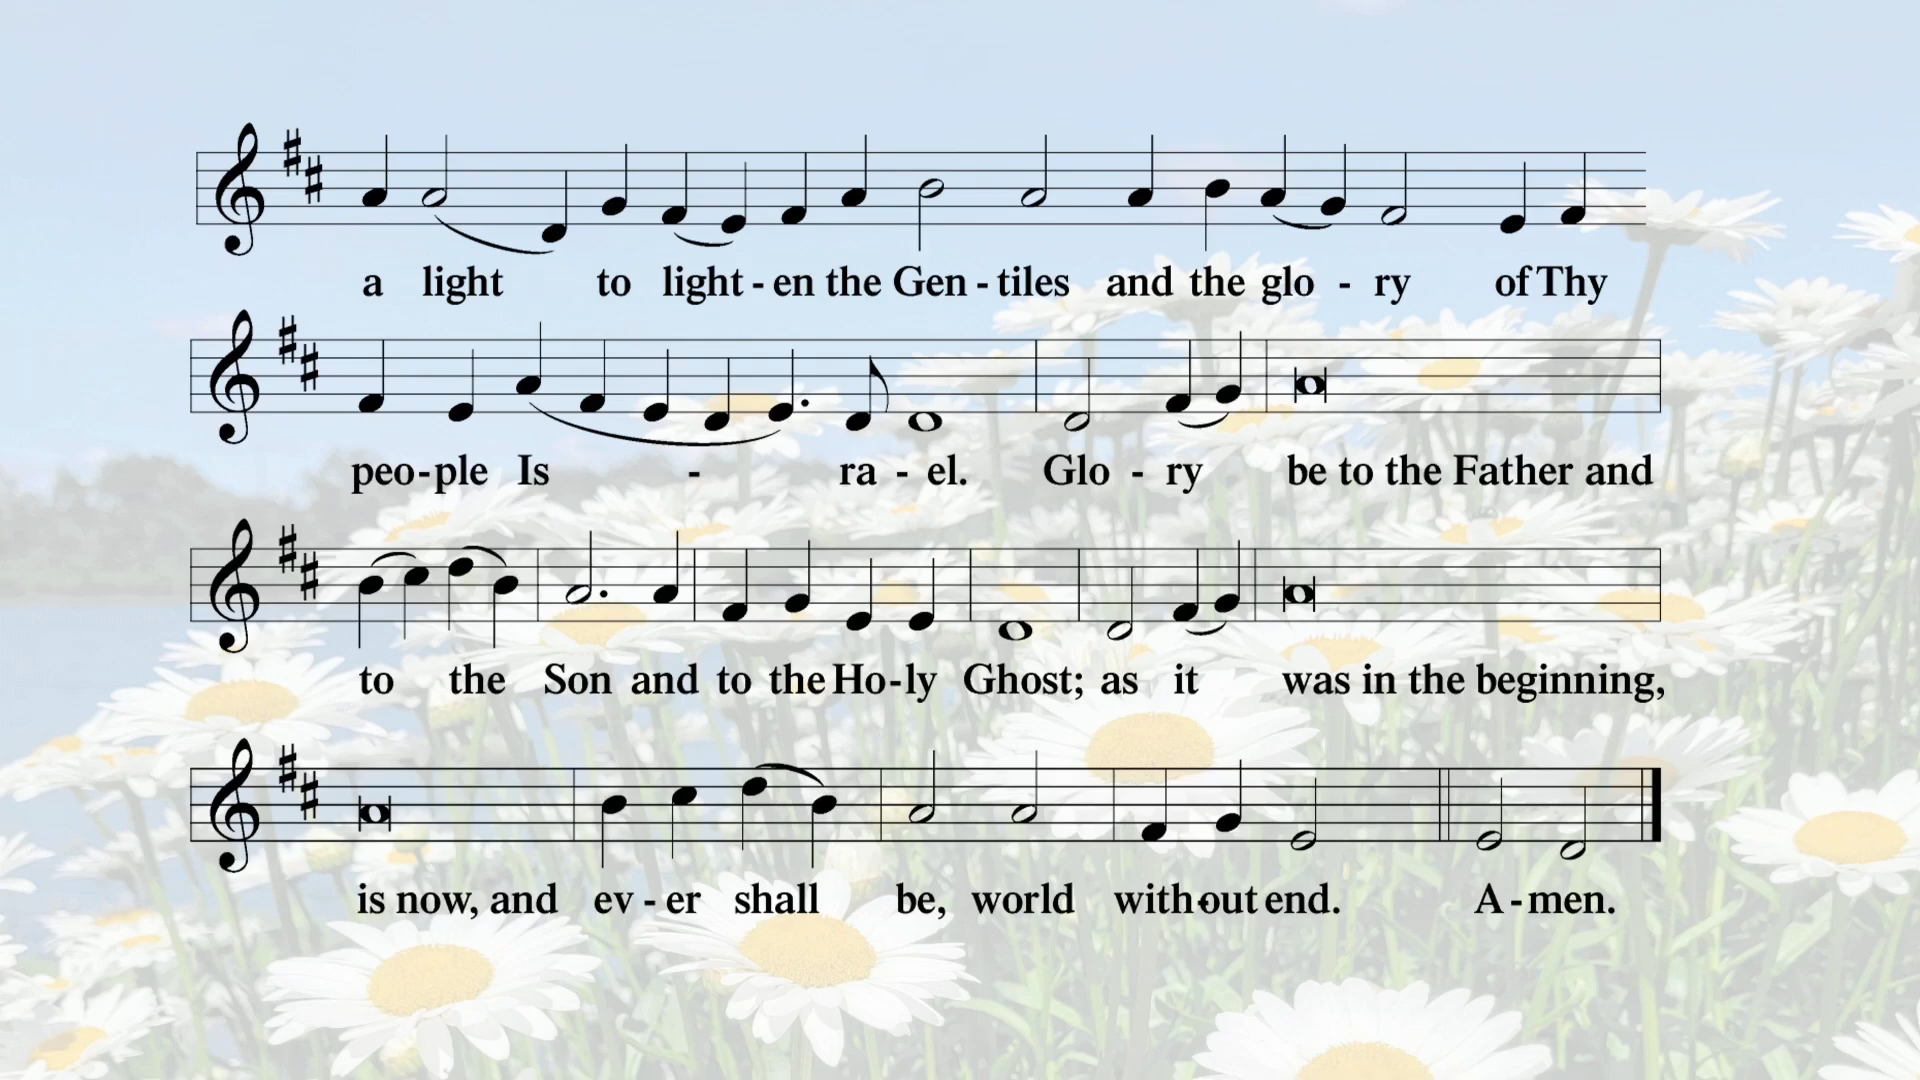 a light to light - en the Gen - tiles and the glo - ry of Thy
peo - ple Is - ra - el. Glo - ry be to the Father and
to the Son and to the Ho - ly Ghost; as it was in the beginning,
is now, and ev - er shall be, world with - out end. A - men.